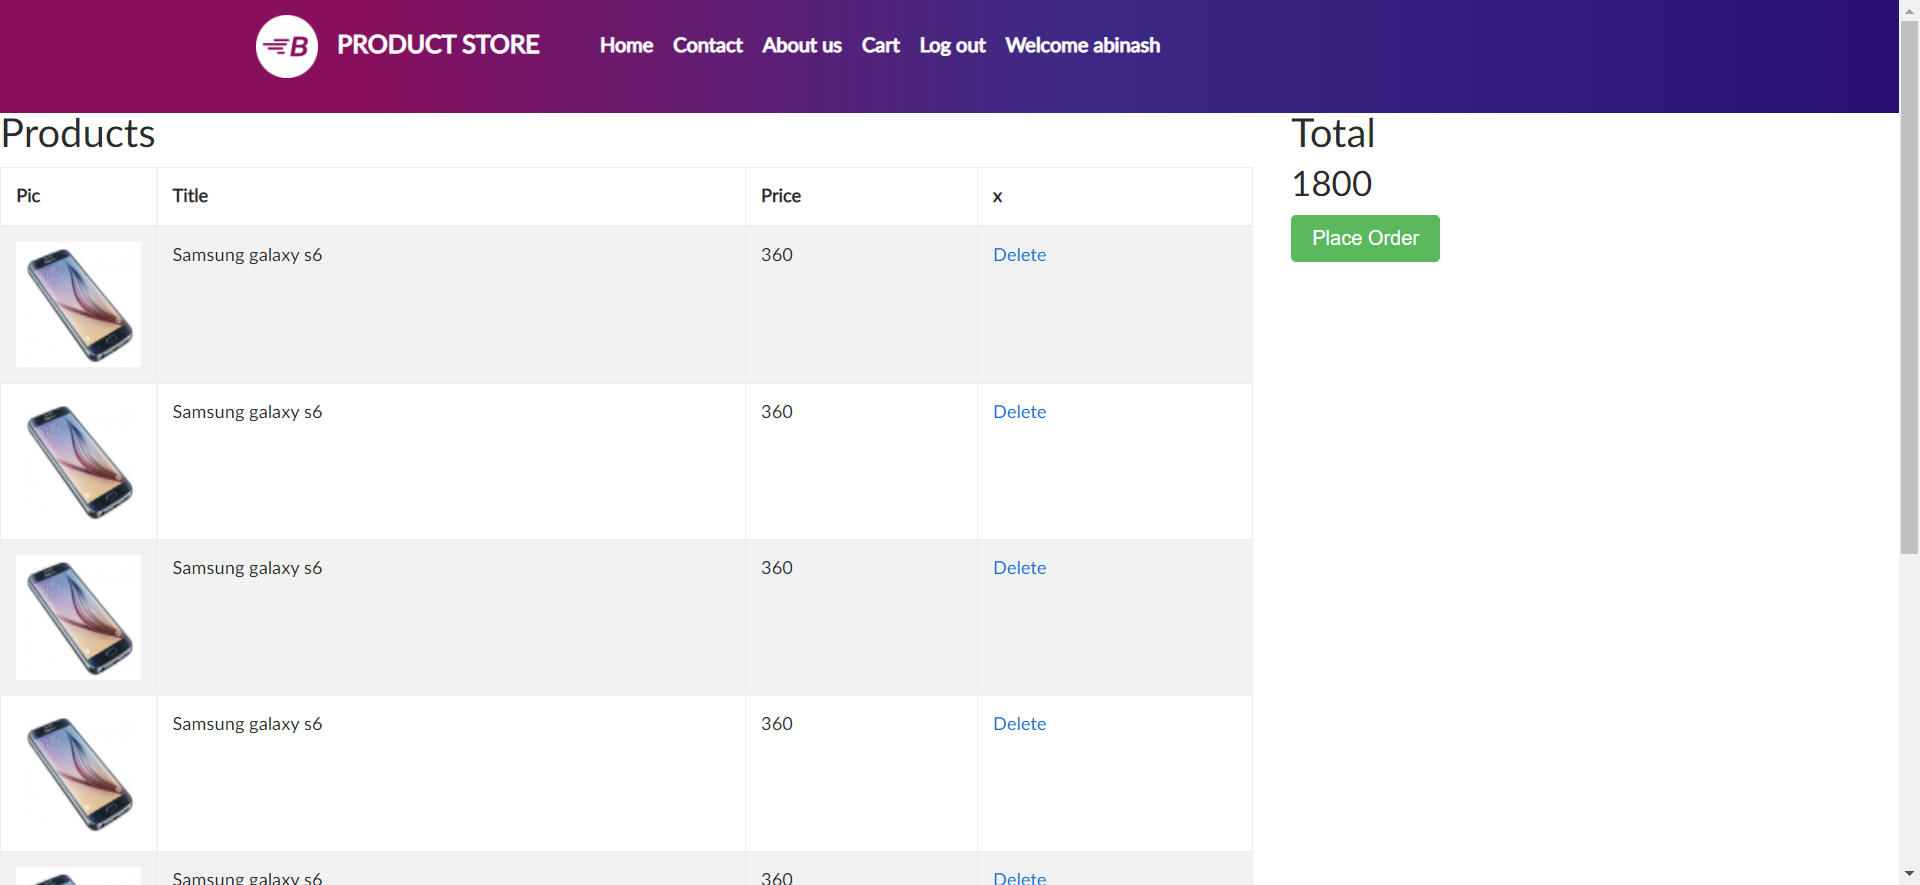 B PRODUCT STORE Home Contact About us Cart Log out Welcome abinash
Products
Pic Title Price x
Samsung galaxy s6 360 Delete
Samsung galaxy s6 360 Delete
Samsung galaxy s6 360 Delete
Samsung galaxy s6 360 Delete
Samsung galaxy s6 360 Delete
Total
1800
Place Order